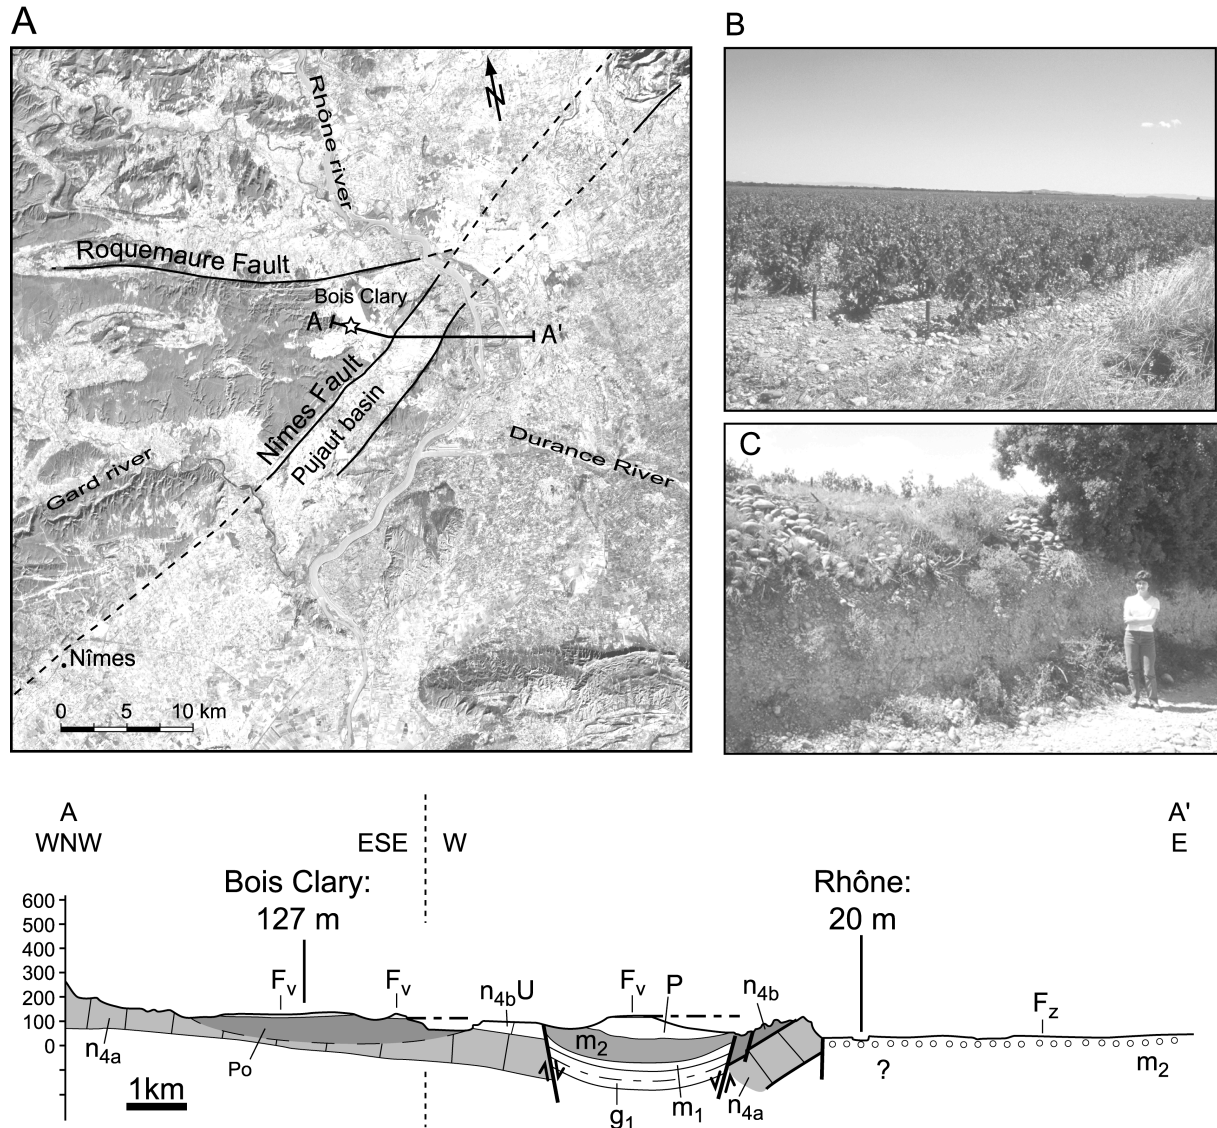 A
B
N
Rhône river
Roquemaure Fault
Bois Clary
A
A'
Nîmes Fault
Pujaut basin
Durance River
Gard river
Nîmes
0 5 10 km
C
A
A'
WNW
ESE
W
E
Bois Clary:
127 m
Rhône:
20 m
600
500
400
300
200
100
0
Fv
Fv
n4bU
Fv
P
n4b
Fz
n4a
Po
m2
?
m2
1km
g1
m1
n4a